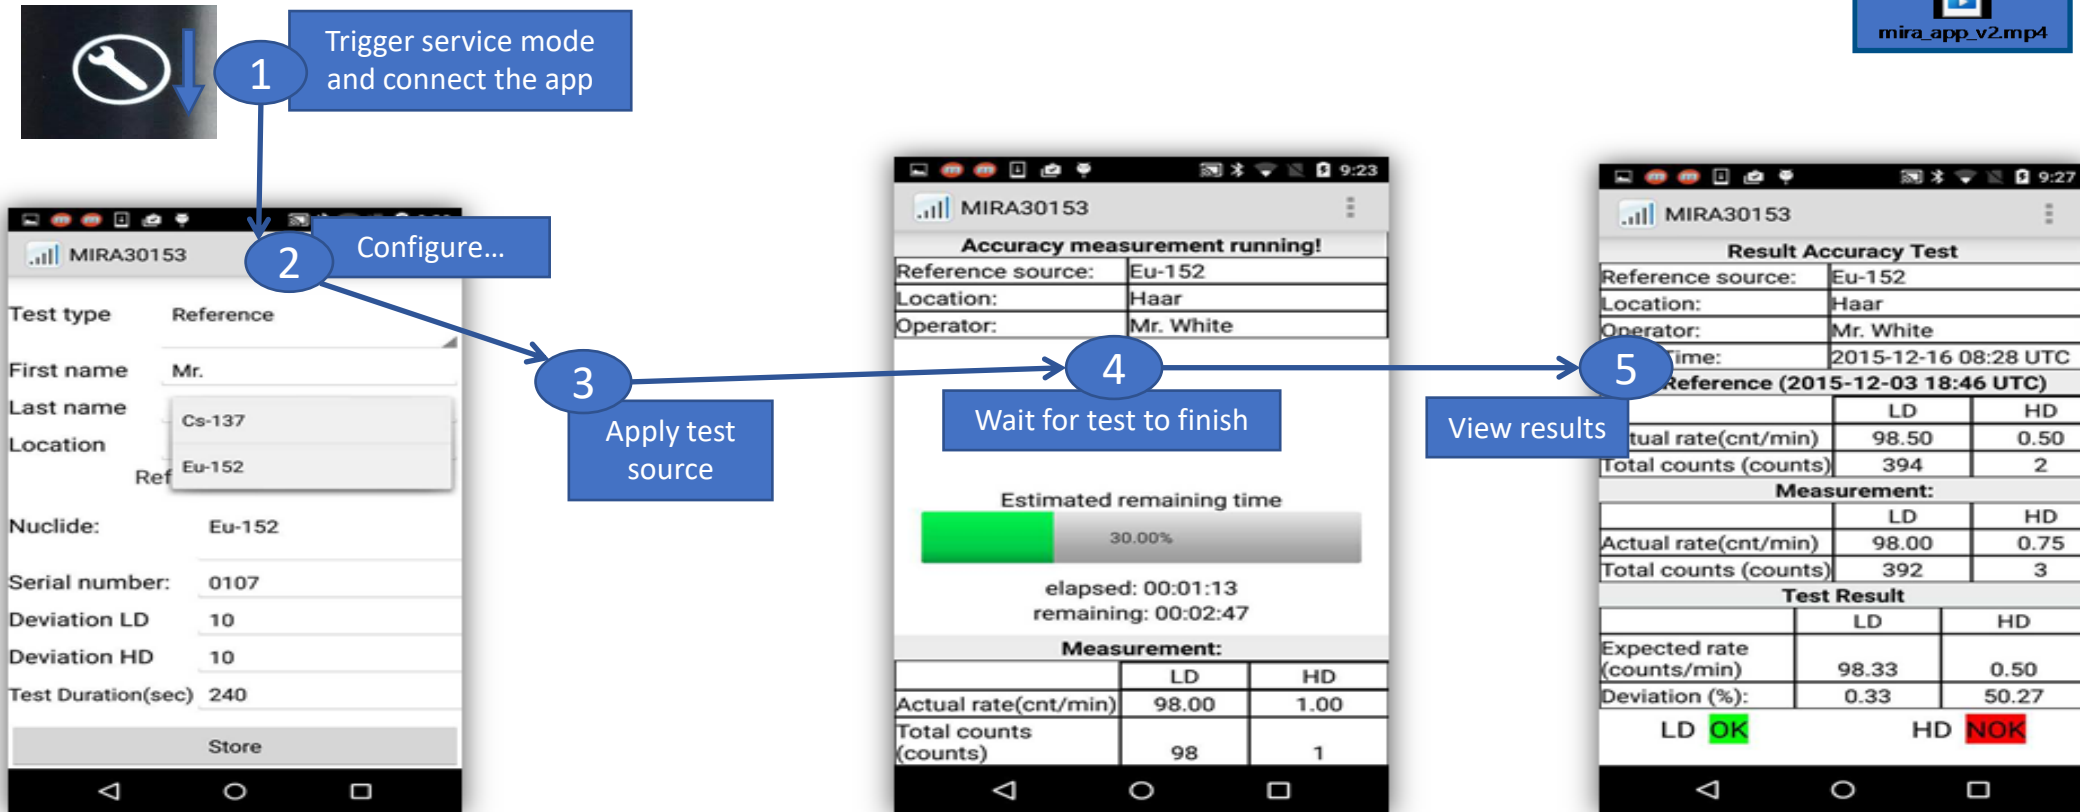 mira_app_v2.mp4
1
Trigger service mode
and connect the app
MIRA30153
2
Configure...
Test type Reference
First name Mr.
Last name
Location
Cs-137
Eu-152
Ref
Nuclide: Eu-152
Serial number: 0107
Deviation LD 10
Deviation HD 10
Test Duration(sec) 240
Store
3
Apply test
source
9:23
MIRA30153
Accuracy measurement running!
Reference source: Eu-152
Location: Haar
Operator: Mr. White
4
Wait for test to finish
Estimated remaining time
30.00%
elapsed: 00:01:13
remaining: 00:02:47
Measurement:
LD HD
Actual rate(cnt/min) 98.00 1.00
Total counts
(counts) 98 1
9:27
MIRA30153
Result Accuracy Test
Reference source: Eu-152
Location: Haar
Operator: Mr. White
ime: 2015-12-16 08:28 UTC
5
View results
Reference (2015-12-03 18:46 UTC)
LD HD
tual rate(cnt/min) 98.50 0.50
Total counts (counts) 394 2
Measurement:
LD HD
Actual rate(cnt/min) 98.00 0.75
Total counts (counts) 392 3
Test Result
LD HD
Expected rate
(counts/min) 98.33 0.50
Deviation (%): 0.33 50.27
LD OK HD NOK